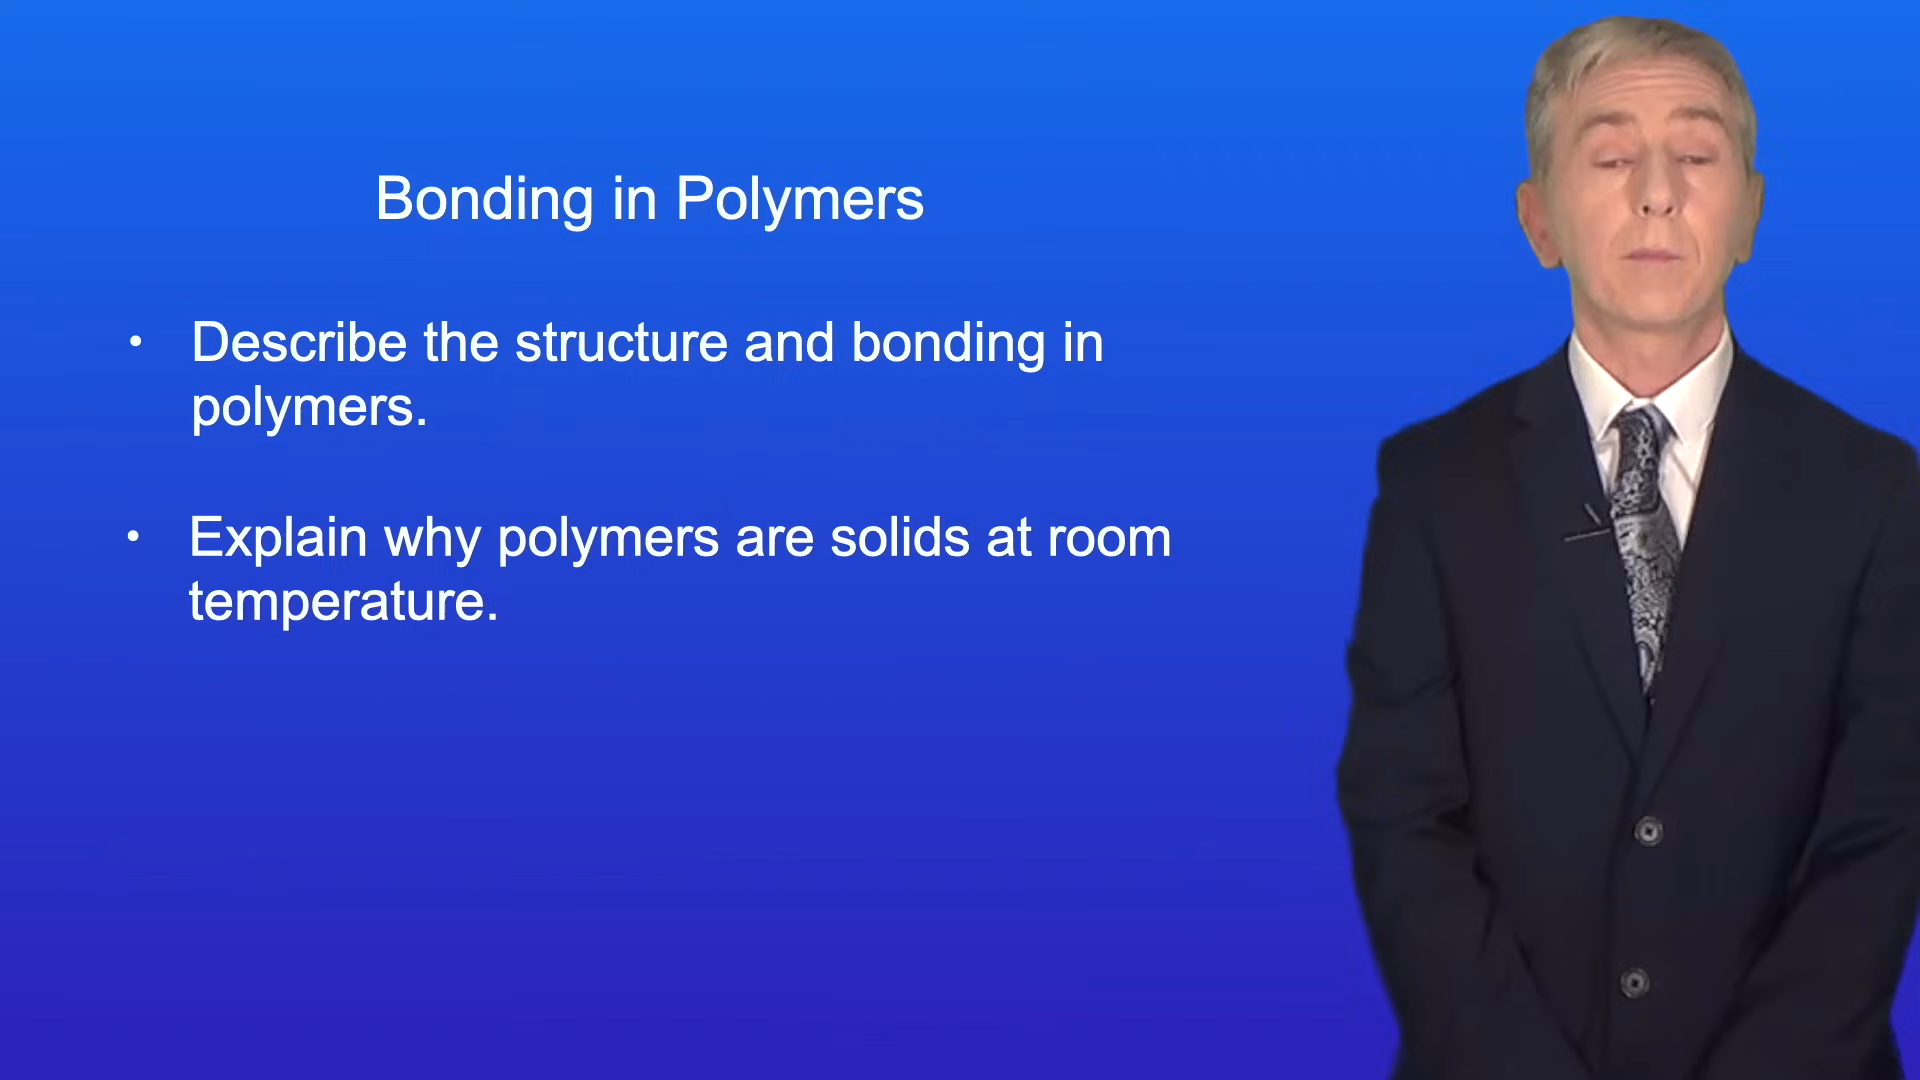 Bonding in Polymers
• Describe the structure and bonding in
polymers.
• Explain why polymers are solids at room
temperature.